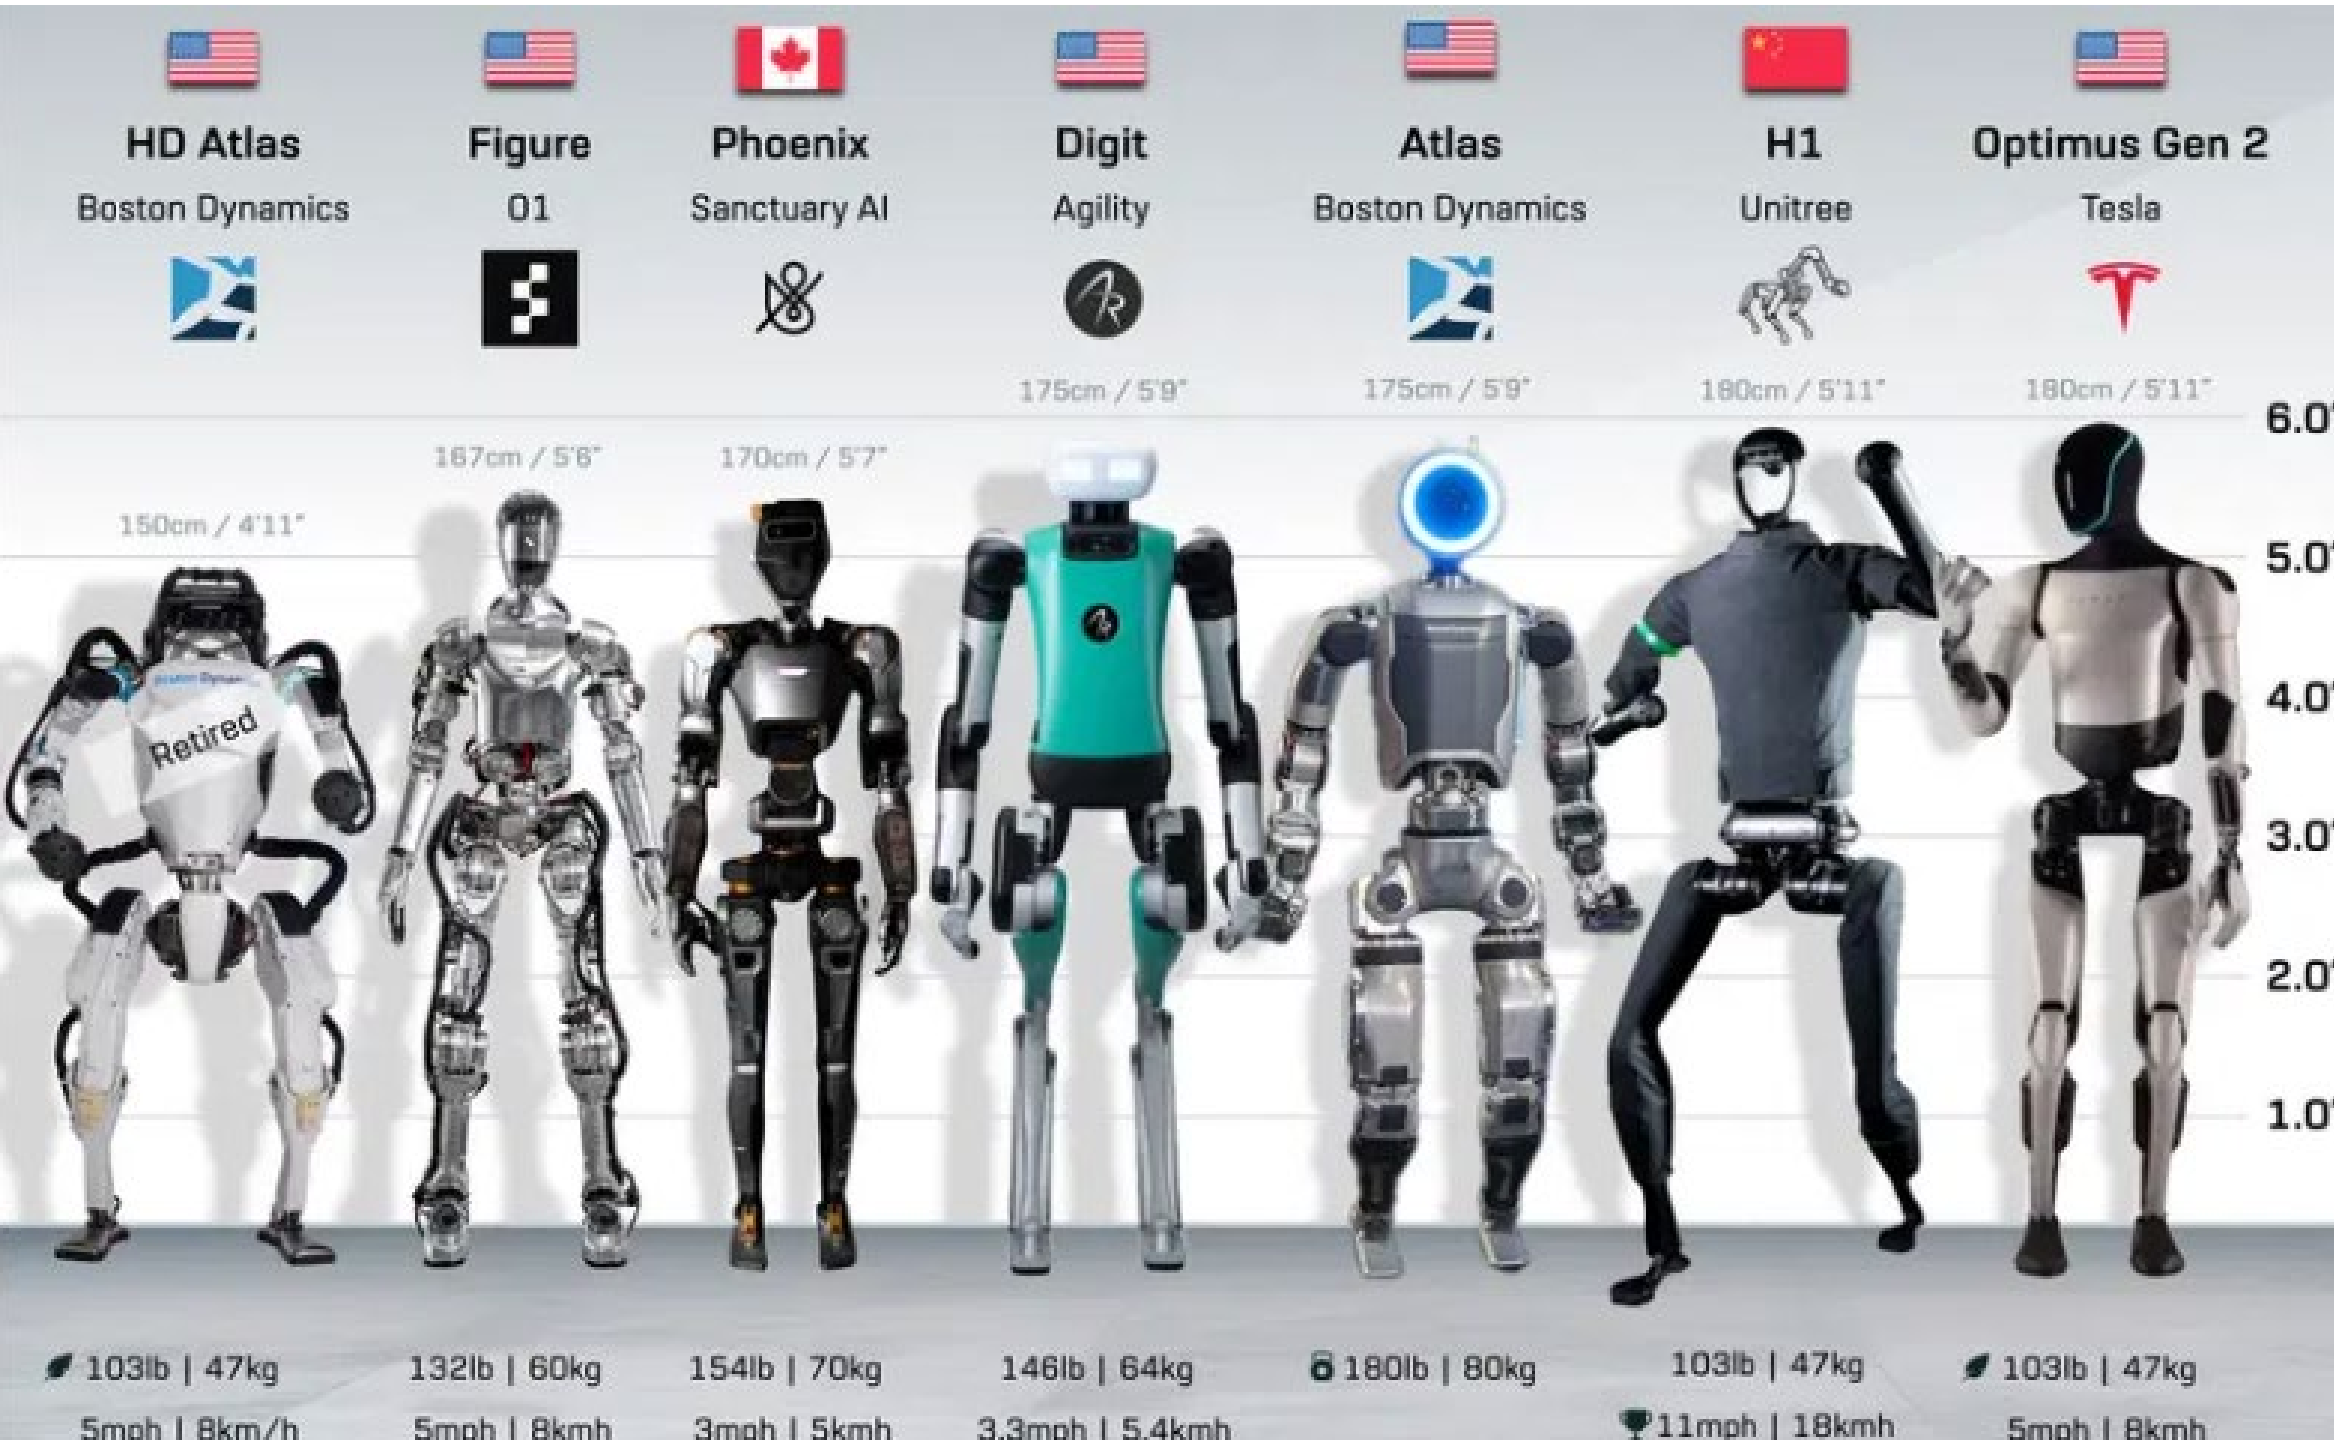 HD Atlas
Boston Dynamics
150cm / 4'11"
Boston Dynam
Retired
103lb | 47kg
5mph | 8km/h
Figure
01
167cm / 5'6"
132lb | 60kg
5mph | 8kmh
Phoenix
Sanctuary AI
170cm / 5'7"
154lb | 70kg
3mph | 5kmh
Digit
Agility
AR
175cm / 5'9"
146lb | 64kg
3.3mph | 5.4kmh
Atlas
Boston Dynamics
175cm / 5'9"
180lb | 80kg
H1
Unitree
180cm / 5'11"
103lb | 47kg
11mph | 18kmh
Optimus Gen 2
Tesla
180cm / 5'11"
103lb | 47kg
5mph | 8kmh
6.0'
5.0'
4.0'
3.0'
2.0'
1.0'